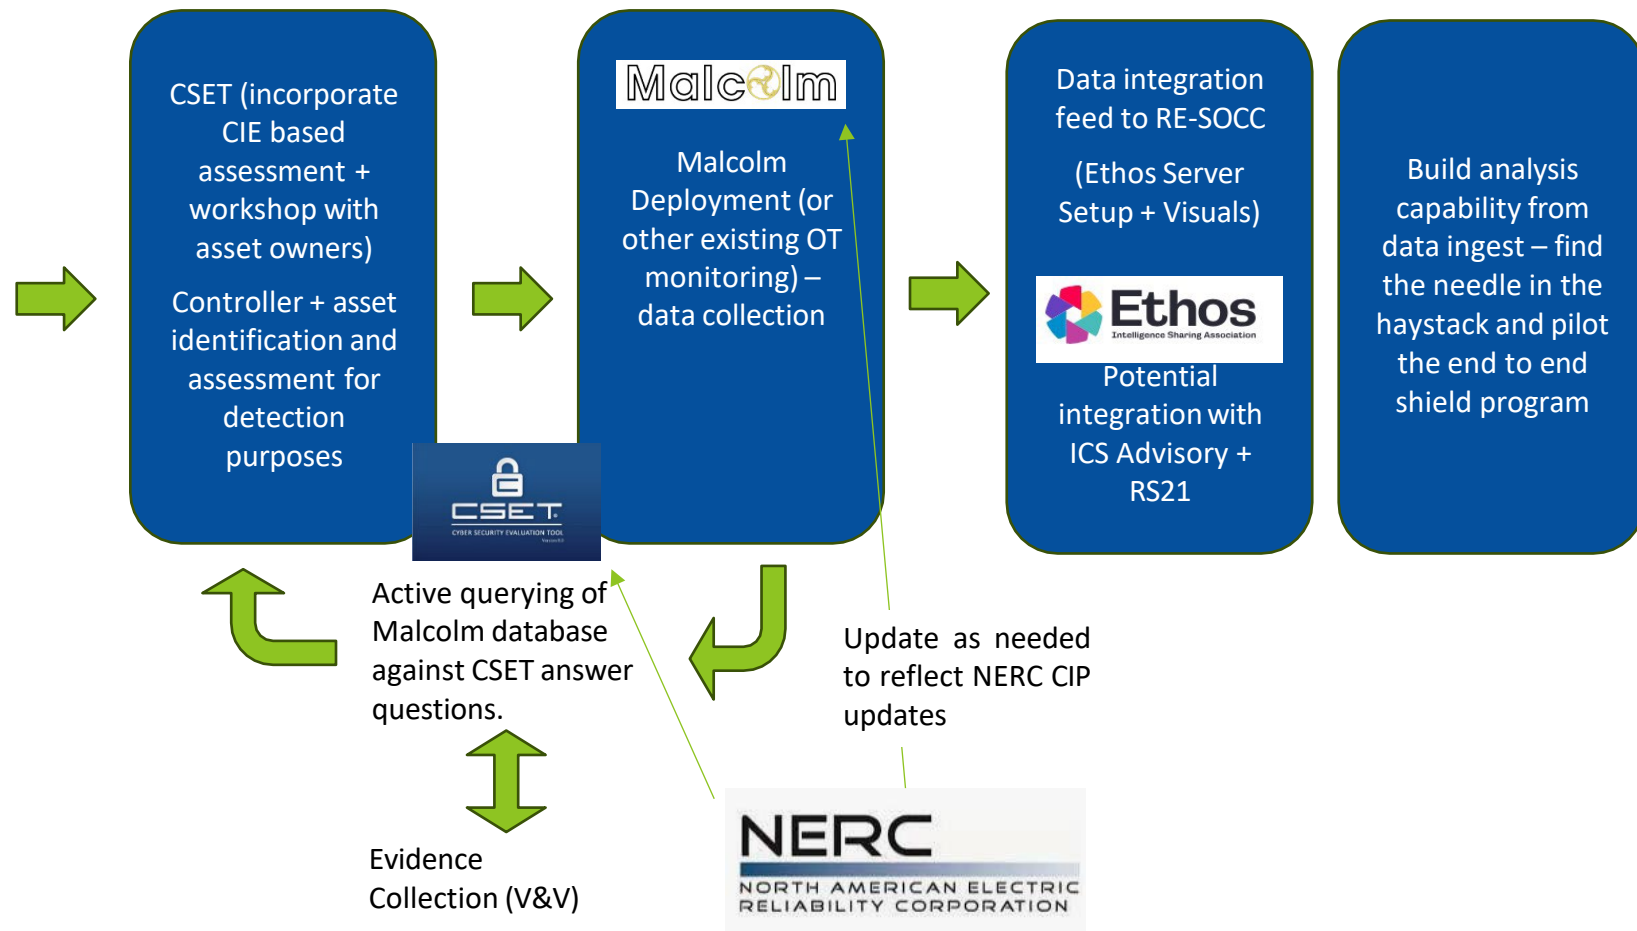 CSET (incorporate
CIE based
assessment +
workshop with
asset owners)
Controller + asset
identification and
assessment for
detection
purposes
CSET
CYBER SECURITY EVALUATION TOOL
Malcolm
Malcolm
Deployment (or
other existing OT
monitoring) –
data collection
Data integration
feed to RE-SOCC
(Ethos Server
Setup + Visuals)
Ethos
Intelligence Sharing Association
Potential
integration with
ICS Advisory +
RS21
Build analysis
capability from
data ingest – find
the needle in the
haystack and pilot
the end to end
shield program
Active querying of
Malcolm database
against CSET answer
questions.
Update as needed
to reflect NERC CIP
updates
Evidence
Collection (V&V)
NERC
NORTH AMERICAN ELECTRIC
RELIABILITY CORPORATION